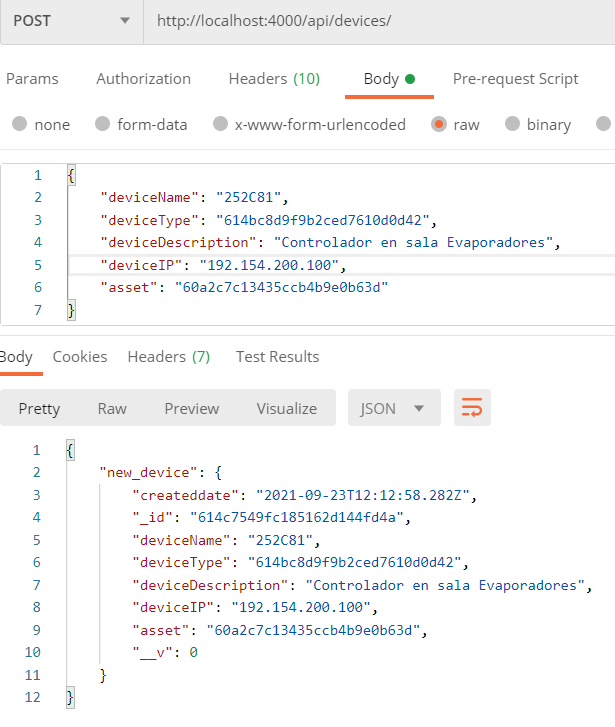 POST http://localhost:4000/api/devices/
Params Authorization Headers (10) Body Pre-request Script
none form-data x-www-form-urlencoded raw binary
1 {
2 "deviceName": "252C81",
3 "deviceType": "614bc8d9f9b2ced7610d0d42",
4 "deviceDescription": "Controlador en sala Evaporadores",
5 "deviceIP": "192.154.200.100",
6 "asset": "60a2c7c13435ccb4b9e0b63d"
7 }
Body Cookies Headers (7) Test Results
Pretty Raw Preview Visualize JSON
1 {
2 "new_device": {
3 "createddate": "2021-09-23T12:12:58.282Z",
4 "_id": "614c7549fc185162d144fd4a",
5 "deviceName": "252C81",
6 "deviceType": "614bc8d9f9b2ced7610d0d42",
7 "deviceDescription": "Controlador en sala Evaporadores",
8 "deviceIP": "192.154.200.100",
9 "asset": "60a2c7c13435ccb4b9e0b63d",
10 "__v": 0
11 }
12 }